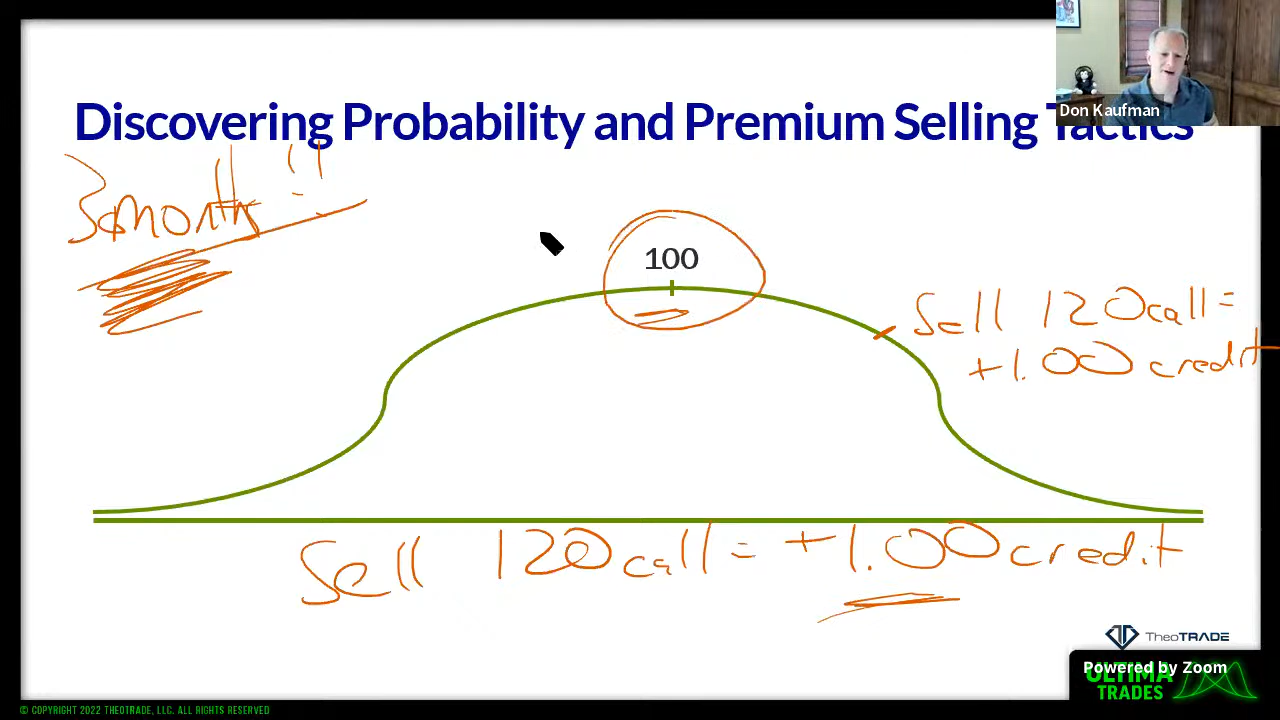 Discovering Probability and Premium Selling Tactics
Don Kaufman
3 months !!
100
Sell 120 call =
+1.00 credit
Sell 120 call = +1.00 credit
TheoTRADE
Powered by Zoom
ULTIMA
TRADES
© COPYRIGHT 2022 THEOTRADE, LLC. ALL RIGHTS RESERVED